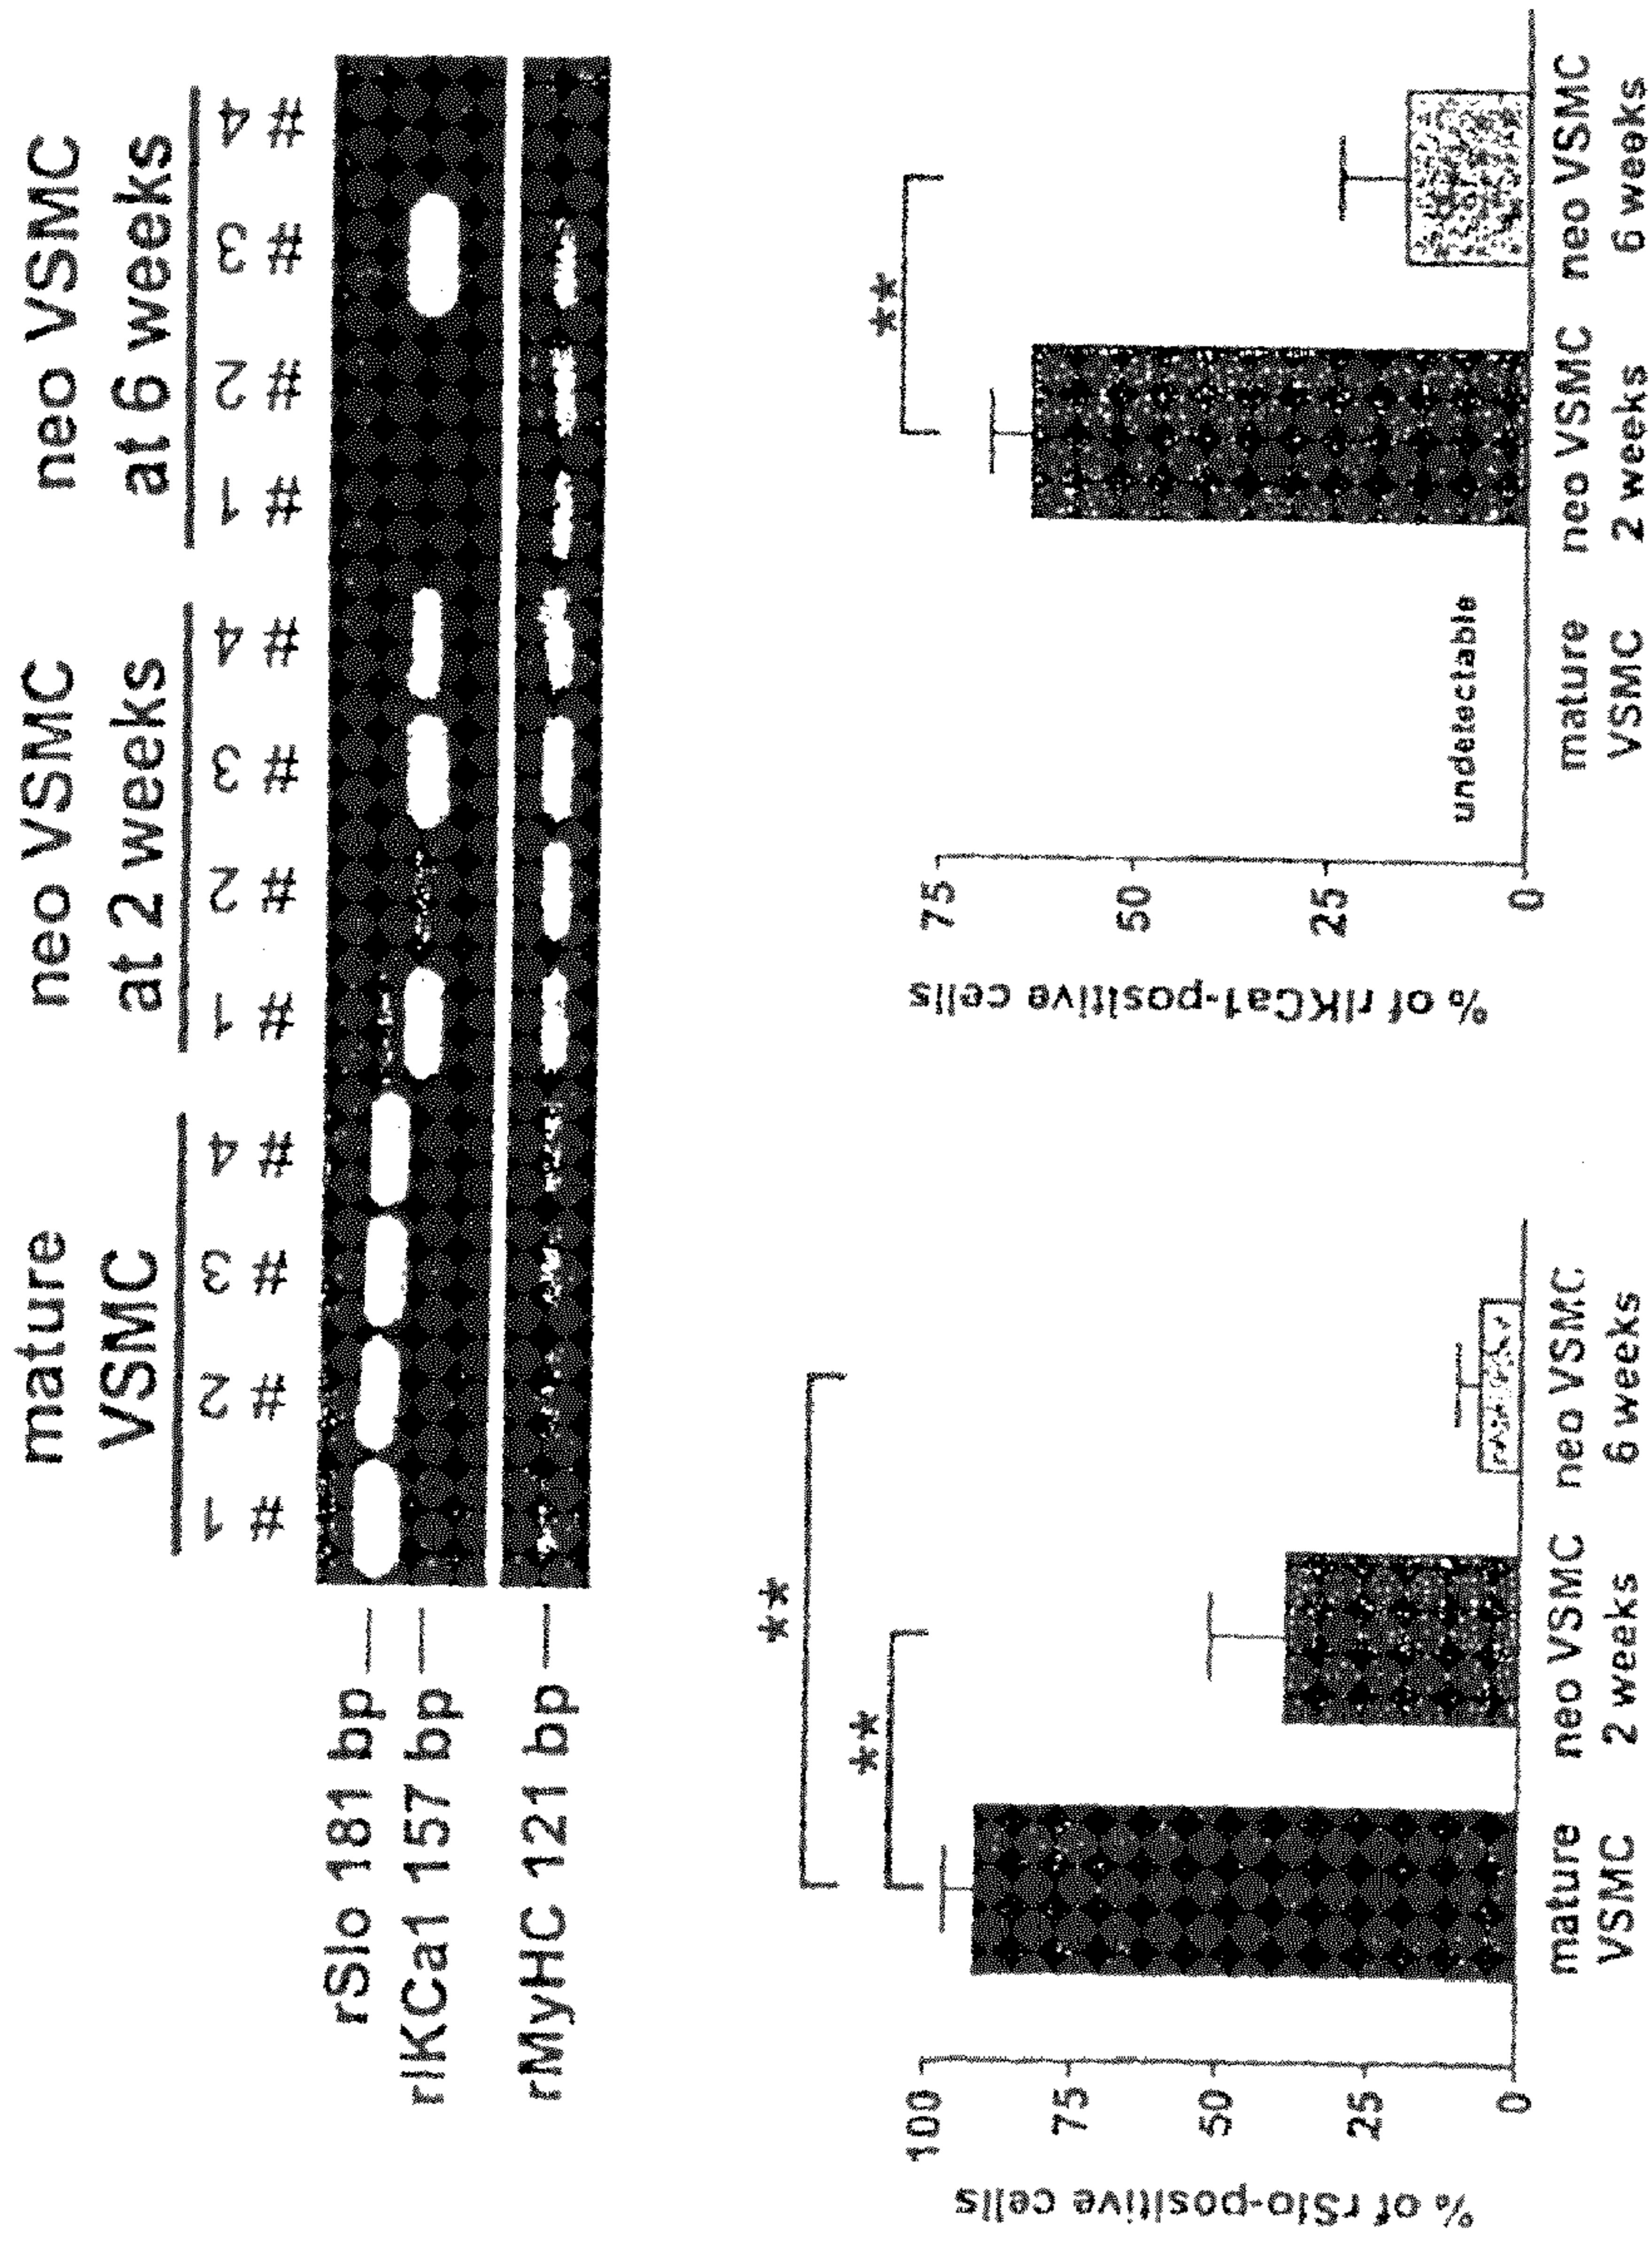 mature
VSMC
neo VSMC
at 2 weeks
neo VSMC
at 6 weeks
1 2 3 4 1 2 3 4 1 2 3 4
# # # # # # # # # # # #
rSlo 181 bp
rIKCa1 157 bp
rMyHC 121 bp
% of rSlo-positive cells
100
75
50
25
0
**
**
mature
VSMC
neo VSMC
2 weeks
neo VSMC
6 weeks
% of rIKCa1-positive cells
75
50
25
0
**
undetectable
mature
VSMC
neo VSMC
2 weeks
neo VSMC
6 weeks